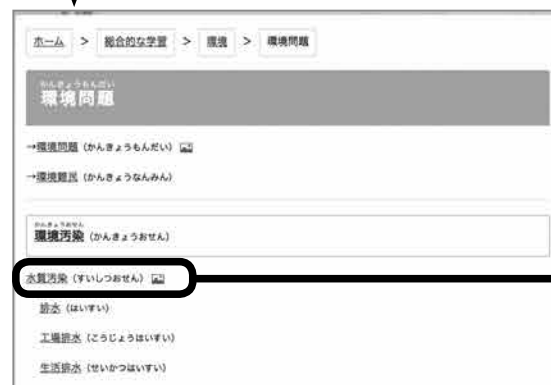 ホーム > 総合的な学習 > 環境 > 環境問題
かんきょうもんだい
環境問題
→環境問題（かんきょうもんだい）
→環境難民（かんきょうなんみん）
かんきょうおせん
環境汚染（かんきょうおせん）
水質汚染（すいしつおせん）
排水（はいすい）
工場排水（こうじょうはいすい）
生活排水（せいかつはいすい）